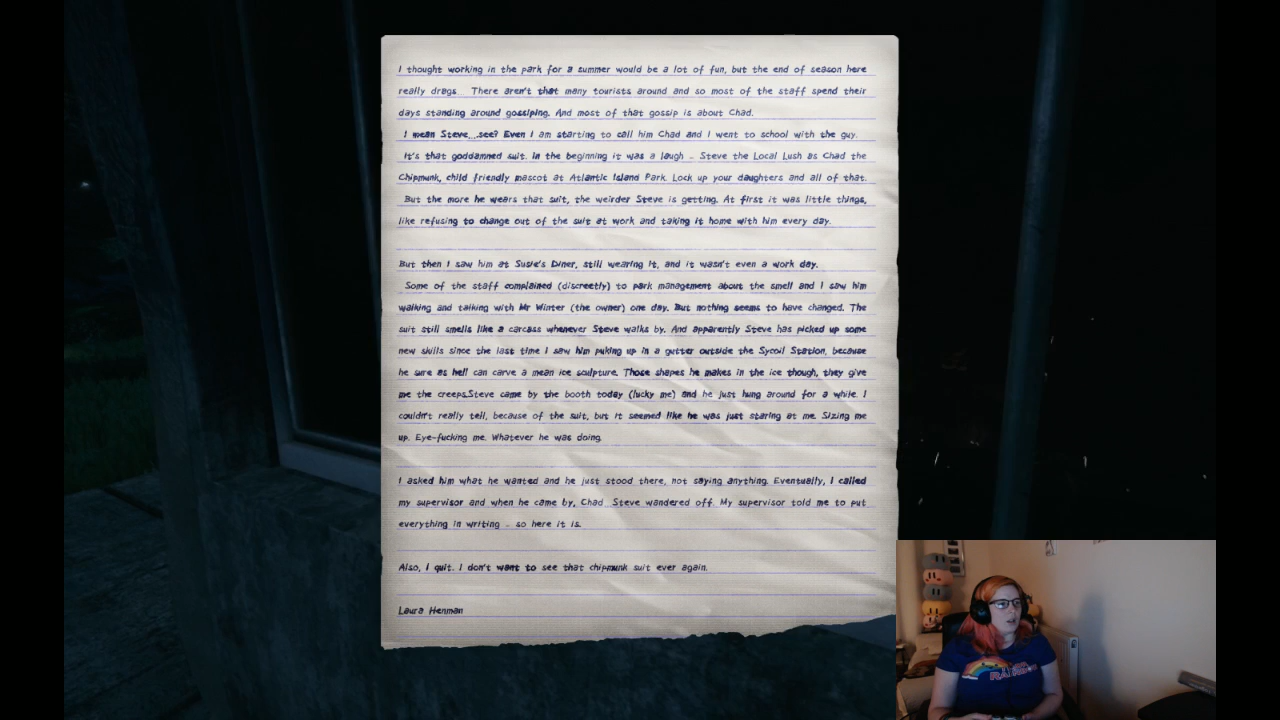 I thought working in the park for a summer would be a lot of fun, but the end of season here
really drags... There aren't that many tourists around and so most of the staff spend their
days standing around gossiping. And most of that gossip is about Chad.
I mean Steve...see? Even I am starting to call him Chad and I went to school with the guy.
It's that goddamned suit. In the beginning it was a laugh - Steve the Local Lush as Chad the
Chipmunk, child friendly mascot at Atlantic Island Park. Lock up your daughters and all of that.
But the more he wears that suit, the weirder Steve is getting. At first it was little things,
like refusing to change out of the suit at work and taking it home with him every day.
But then I saw him at Susie's Diner, still wearing it, and it wasn't even a work day.
Some of the staff complained (discreetly) to park management about the smell and I saw him
walking and talking with Mr Winter (the owner) one day. But nothing seems to have changed. The
suit still smells like a carcass whenever Steve walks by. And apparently Steve has picked up some
new skills since the last time I saw him puking up in a gutter outside the Sycoil Station, because
he sure as hell can carve a mean ice sculpture. Those shapes he makes in the ice though, they give
me the creeps.Steve came by the booth today (lucky me) and he just hung around for a while. I
couldn't really tell, because of the suit, but it seemed like he was just staring at me. Sizing me
up. Eye-fucking me. Whatever he was doing.
I asked him what he wanted and he just stood there, not saying anything. Eventually, I called
my supervisor and when he came by, Chad Steve wandered off. My supervisor told me to put
everything in writing - so here it is.
Also, I quit. I don't want to see that chipmunk suit ever again.
Laura Henman